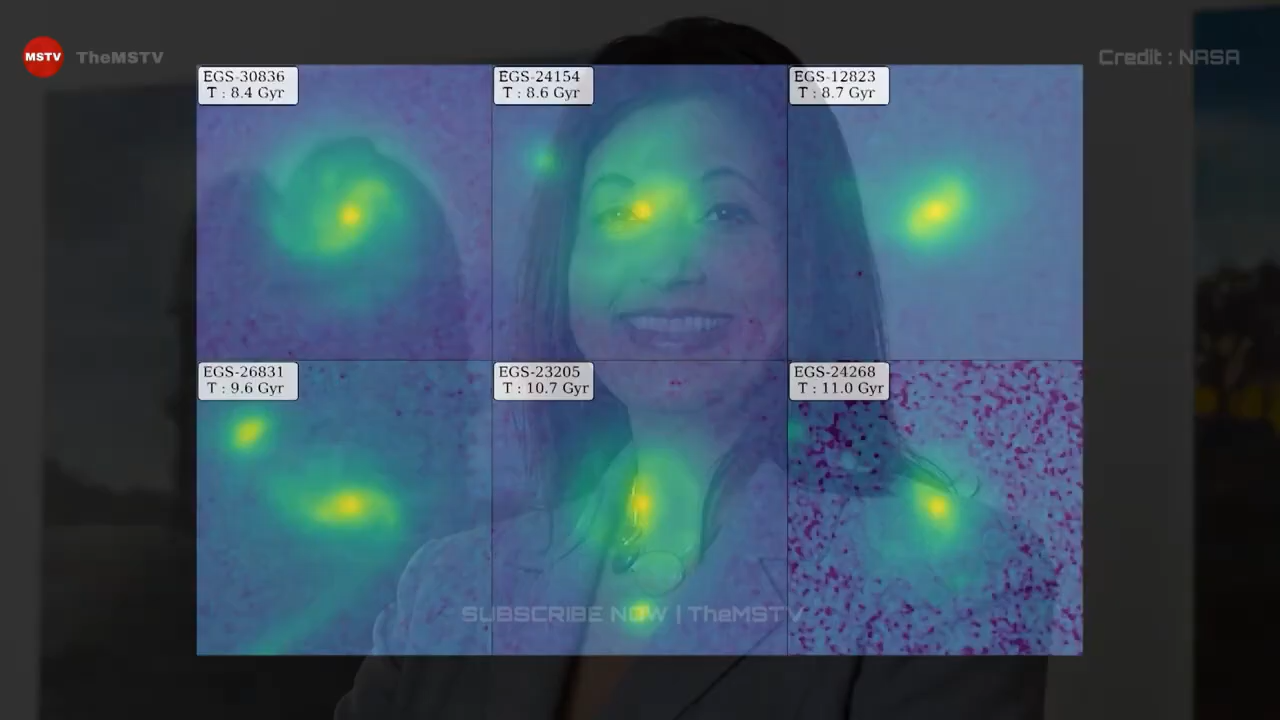 MSTV TheMSTV
Credit : NASA
EGS-30836
T : 8.4 Gyr
EGS-24154
T : 8.6 Gyr
EGS-12823
T : 8.7 Gyr
EGS-26831
T : 9.6 Gyr
EGS-23205
T : 10.7 Gyr
EGS-24268
T : 11.0 Gyr
SUBSCRIBE NOW | TheMSTV